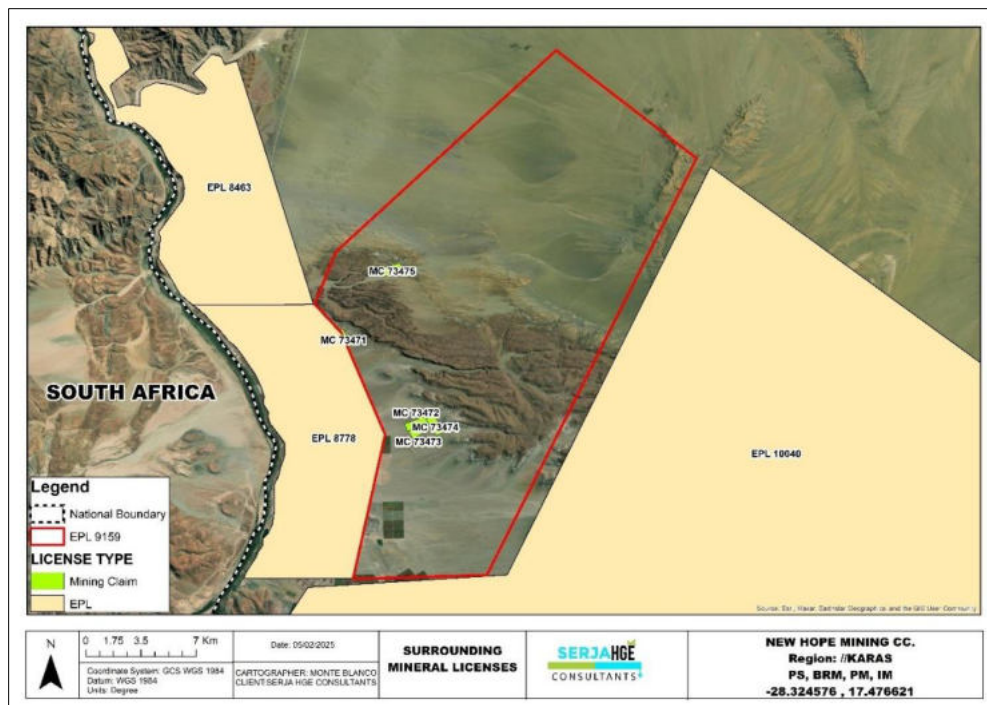 EPL 8463
MC 73475
MC 73471
SOUTH AFRICA
MC 73472
MC 73474
MC 73473
EPL 8778
EPL 10040
Legend
National Boundary
EPL 9159
LICENSE TYPE
Mining Claim
EPL
Source: Esri, Maxar, Earthstar Geographics, and the GIS User Community
N
0 1.75 3.5 7 Km
Coordinate System: GCS WGS 1984
Datum: WGS 1984
Units: Degree
Date: 05/02/2025
CARTOGRAPHER: MONTE BLANCO
CLIENT:SERJA HGE CONSULTANTS
SURROUNDING
MINERAL LICENSES
SERJAHGE
CONSULTANTS
NEW HOPE MINING CC.
Region: //KARAS
PS, BRM, PM, IM
-28.324576 , 17.476621